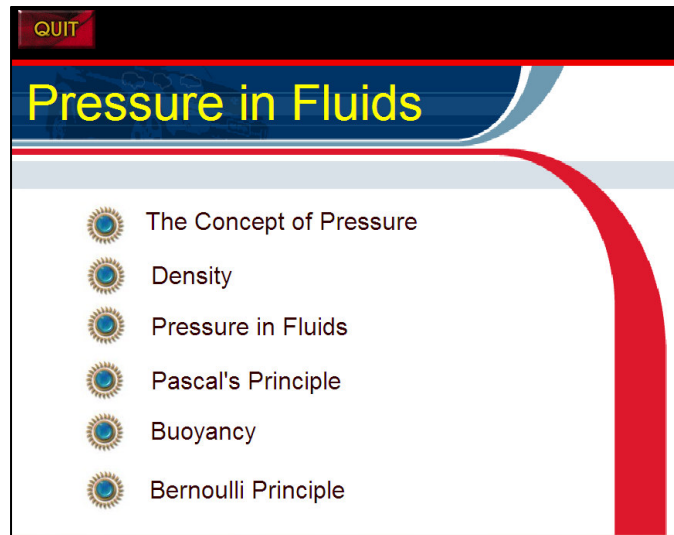 QUIT
Pressure in Fluids
The Concept of Pressure
Density
Pressure in Fluids
Pascal's Principle
Buoyancy
Bernoulli Principle